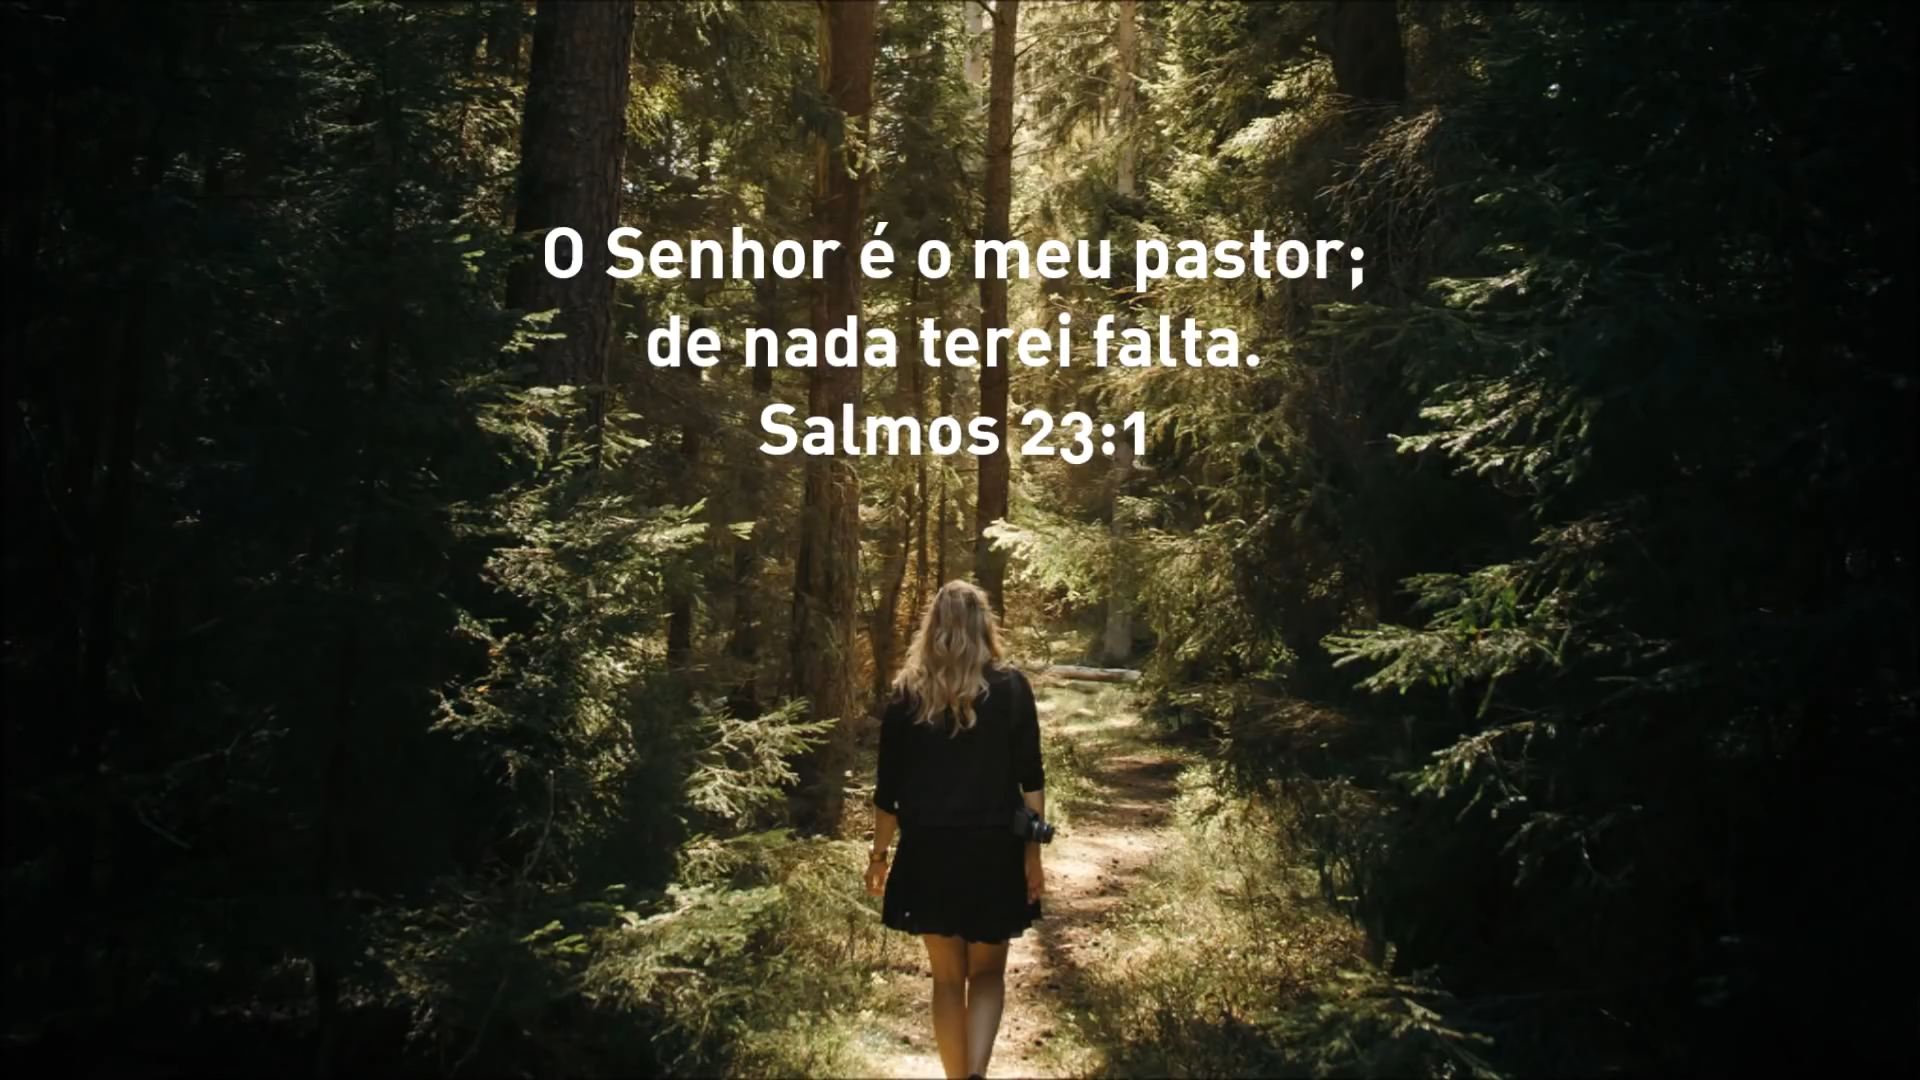 O Senhor é o meu pastor;
de nada terei falta.
Salmos 23:1